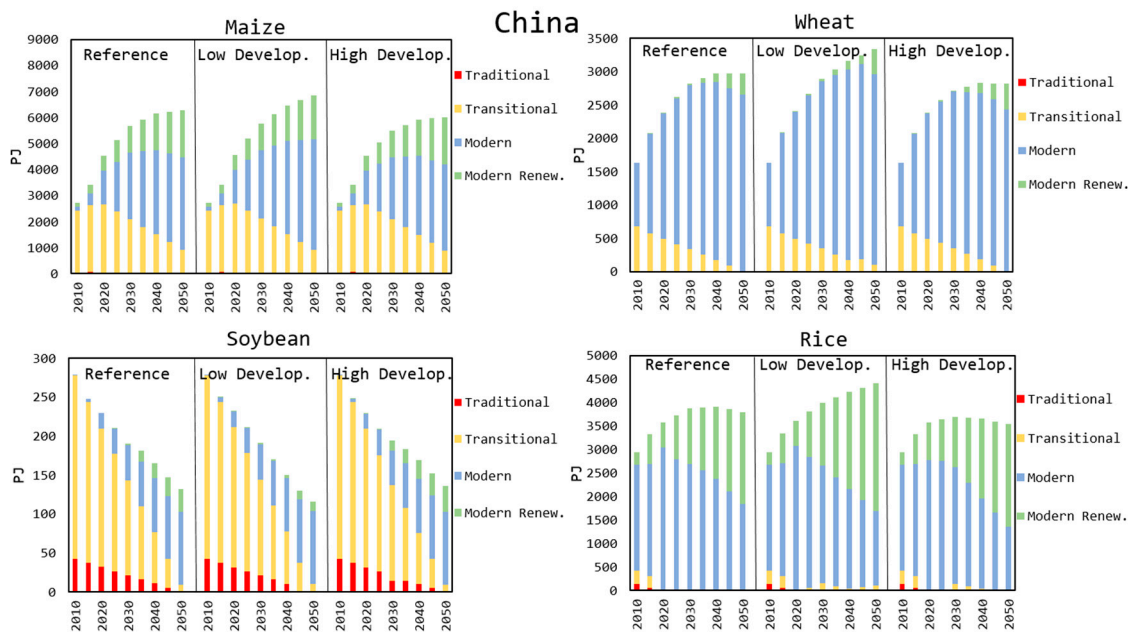 China
Maize
9000
8000
7000
6000
5000
4000
3000
2000
1000
0
PJ
Reference
Low Develop.
High Develop.
2010
2020
2030
2040
2050
2010
2020
2030
2040
2050
2010
2020
2030
2040
2050
Traditional
Transitional
Modern
Modern Renew.
Wheat
3500
3000
2500
2000
1500
1000
500
0
PJ
Reference
Low Develop.
High Develop.
2010
2020
2030
2040
2050
2010
2020
2030
2040
2050
2010
2020
2030
2040
2050
Traditional
Transitional
Modern
Modern Renew.
Soybean
300
250
200
150
100
50
0
PJ
Reference
Low Develop.
High Develop.
2010
2020
2030
2040
2050
2010
2020
2030
2040
2050
2010
2020
2030
2040
2050
Traditional
Transitional
Modern
Modern Renew.
Rice
5000
4500
4000
3500
3000
2500
2000
1500
1000
500
0
PJ
Reference
Low Develop.
High Develop.
2010
2020
2030
2040
2050
2010
2020
2030
2040
2050
2010
2020
2030
2040
2050
Traditional
Transitional
Modern
Modern Renew.